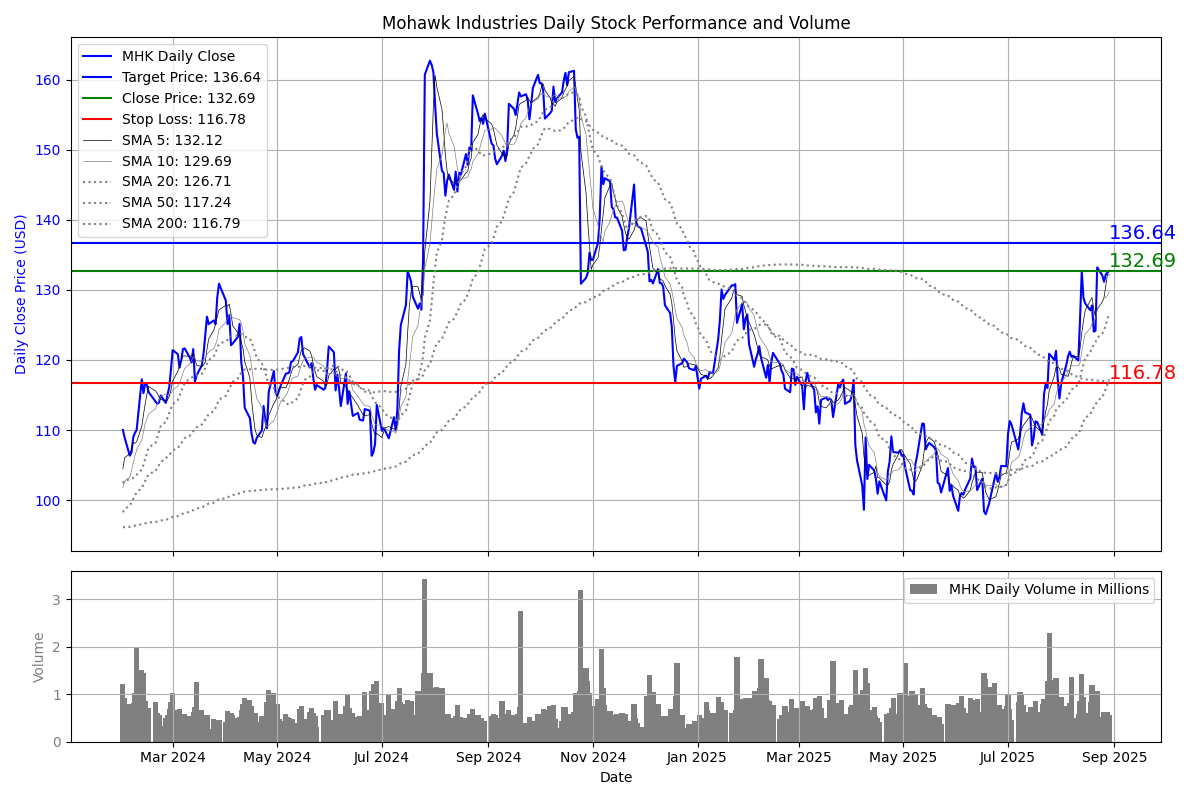 Mohawk Industries Daily Stock Performance and Volume
MHK Daily Close
Target Price: 136.64
Close Price: 132.69
Stop Loss: 116.78
SMA 5: 132.12
SMA 10: 129.69
SMA 20: 126.71
SMA 50: 117.24
SMA 200: 116.79
Daily Close Price (USD)
160
150
140
130
120
110
100
136.64
132.69
116.78
MHK Daily Volume in Millions
Volume
3
2
1
0
Mar 2024 May 2024 Jul 2024 Sep 2024 Nov 2024 Jan 2025 Mar 2025 May 2025 Jul 2025 Sep 2025
Date